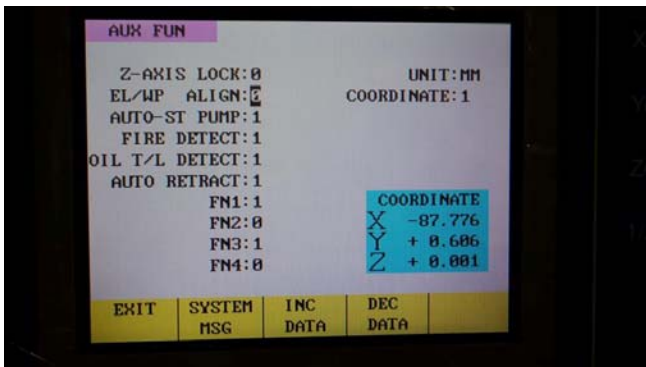 AUX FUN
Z-AXIS LOCK:0 UNIT:MM
EL/WP ALIGN:0 COORDINATE:1
AUTO-ST PUMP:1
FIRE DETECT:1
OIL T/L DETECT:1
AUTO RETRACT:1
FN1:1 COORDINATE
FN2:0 X -87.776
FN3:1 Y + 0.606
FN4:0 Z + 0.001
EXIT SYSTEM MSG INC DATA DEC DATA